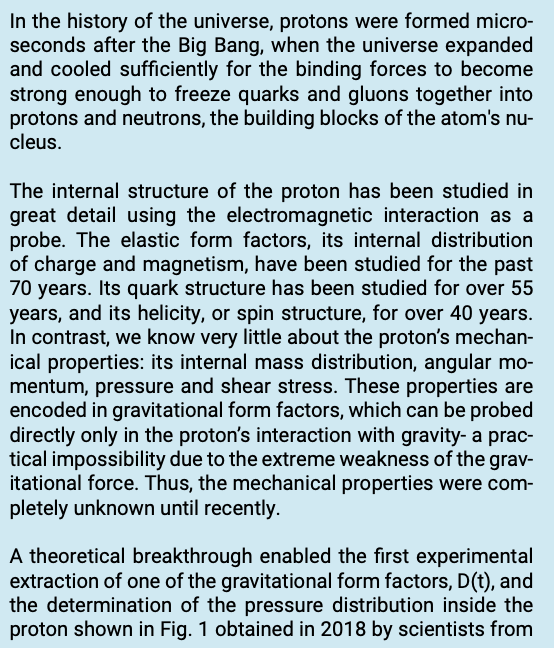 In the history of the universe, protons were formed micro-
seconds after the Big Bang, when the universe expanded
and cooled sufficiently for the binding forces to become
strong enough to freeze quarks and gluons together into
protons and neutrons, the building blocks of the atom's nu-
cleus.
The internal structure of the proton has been studied in
great detail using the electromagnetic interaction as a
probe. The elastic form factors, its internal distribution
of charge and magnetism, have been studied for the past
70 years. Its quark structure has been studied for over 55
years, and its helicity, or spin structure, for over 40 years.
In contrast, we know very little about the proton’s mechan-
ical properties: its internal mass distribution, angular mo-
mentum, pressure and shear stress. These properties are
encoded in gravitational form factors, which can be probed
directly only in the proton’s interaction with gravity- a prac-
tical impossibility due to the extreme weakness of the grav-
itational force. Thus, the mechanical properties were com-
pletely unknown until recently.
A theoretical breakthrough enabled the first experimental
extraction of one of the gravitational form factors, D(t), and
the determination of the pressure distribution inside the
proton shown in Fig. 1 obtained in 2018 by scientists from